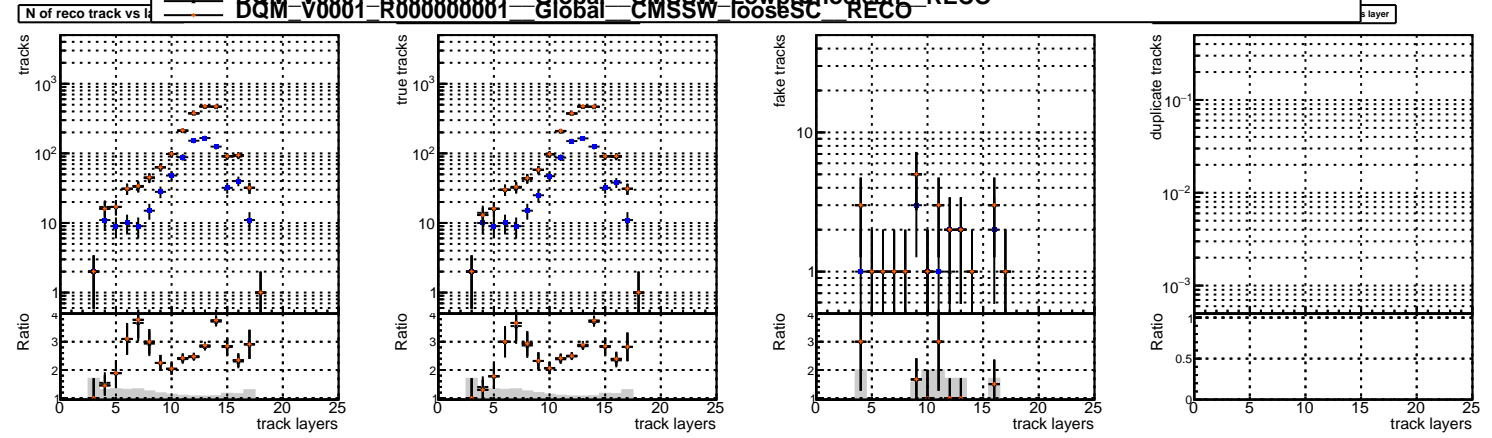 N of reco track vs
DQM_V0001_R000000001__Global__CMSSW_looseSC__RECO
s layer
tracks
10³
10²
10
1
Ratio
4
3
2
1
0 5 10 15 20 25
track layers
true tracks
10³
10²
10
1
Ratio
4
3
2
1
0 5 10 15 20 25
track layers
fake tracks
10
1
Ratio
4
3
2
1
0 5 10 15 20 25
track layers
duplicate tracks
10⁻¹
10⁻²
10⁻³
Ratio
1
0.5
0
0 5 10 15 20 25
track layers